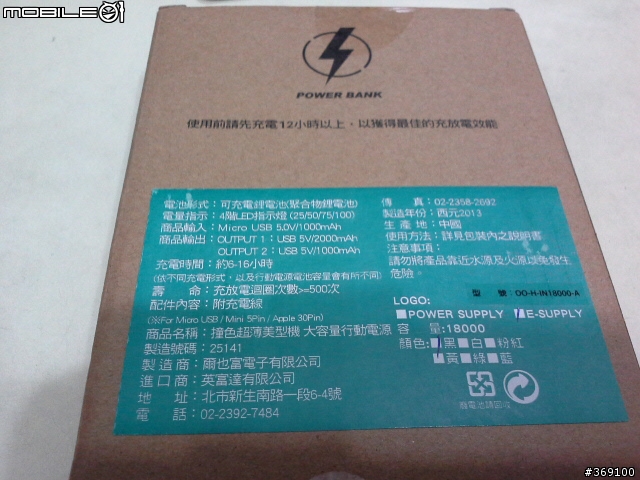 MOBILE01
POWER BANK
使用前請先充電12小時以上，以獲得最佳的充放電效能
電池形式：可充電鋰電池(聚合物鋰電池)
電量指示：4階LED指示燈 (25/50/75/100)
商品輸入：Micro USB 5.0V/1000mAh
商品輸出：OUTPUT 1：USB 5V/2000mAh
OUTPUT 2：USB 5V/1000mAh
充電時間：約6-16小時
(依不同充電形式，以及行動電源電池容量會有所不同)
壽　　命：充放電迴圈次數>=500次
配件內容：附充電線
(※For Micro USB / Mini 5Pin / Apple 30Pin)
商品名稱：撞色超薄美型機 大容量行動電源
製造號碼：25141
製 造 商：爾也富電子有限公司
進 口 商：英富達有限公司
地　　址：北市新生南路一段6-4號
電　　話：02-2392-7484
傳　　真：02-2358-2692
製造年份：西元2013
生 產 地：中國
使用方法：詳見包裝內之說明書
注意事項：
請勿將產品靠近水源及火源以免發生
危險。
型　　號：OO-H-IN18000-A
LOGO:
POWER SUPPLY E-SUPPLY
容　　量:18000
顏色:黑 白 粉紅
黃 綠 藍
廢電池請回收
#369100